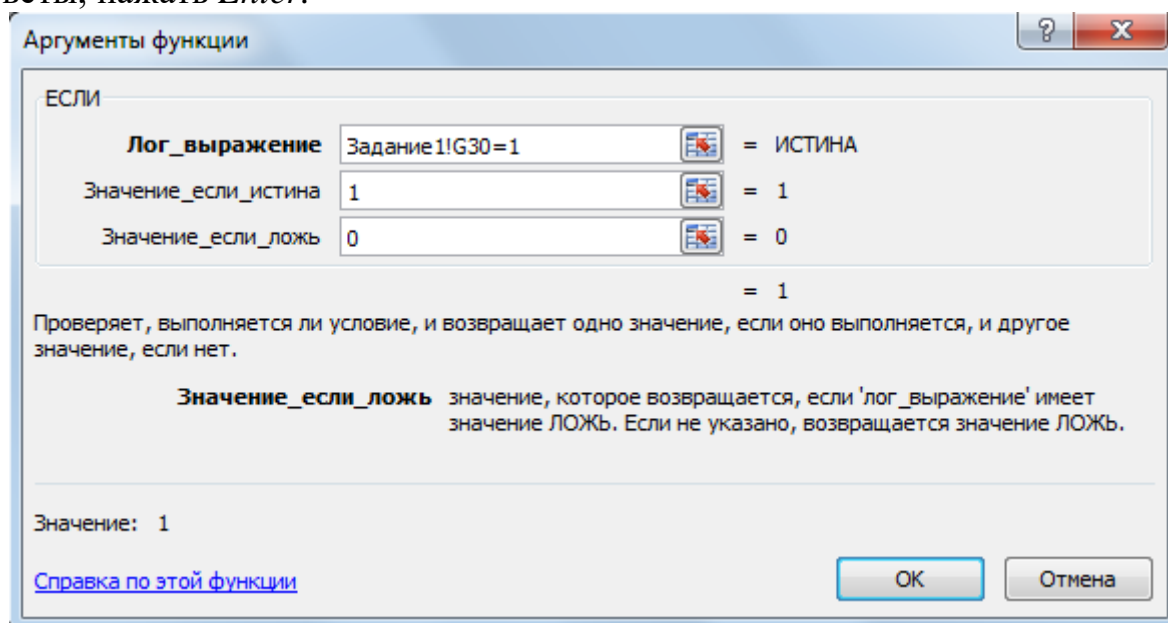 нажать Enter.
Аргументы функции
ЕСЛИ
Лог_выражение Задание1!G30=1 = ИСТИНА
Значение_если_истина 1 = 1
Значение_если_ложь 0 = 0
= 1
Проверяет, выполняется ли условие, и возвращает одно значение, если оно выполняется, и другое
значение, если нет.
Значение_если_ложь значение, которое возвращается, если 'лог_выражение' имеет
значение ЛОЖЬ. Если не указано, возвращается значение ЛОЖЬ.
Значение: 1
Справка по этой функции
ОК
Отмена